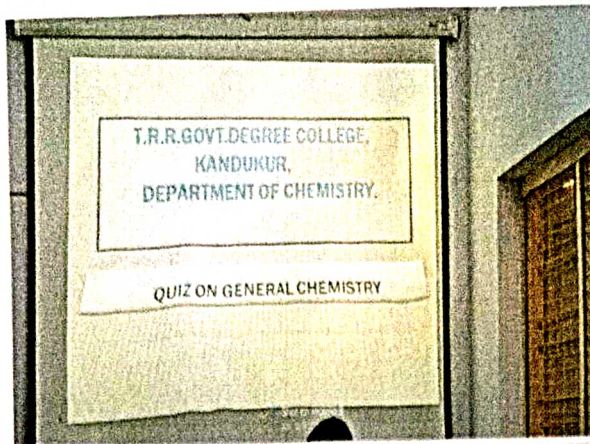 T.R.R.GOVT.DEGREE COLLEGE,
KANDUKUR,
DEPARTMENT OF CHEMISTRY.
QUIZ ON GENERAL CHEMISTRY